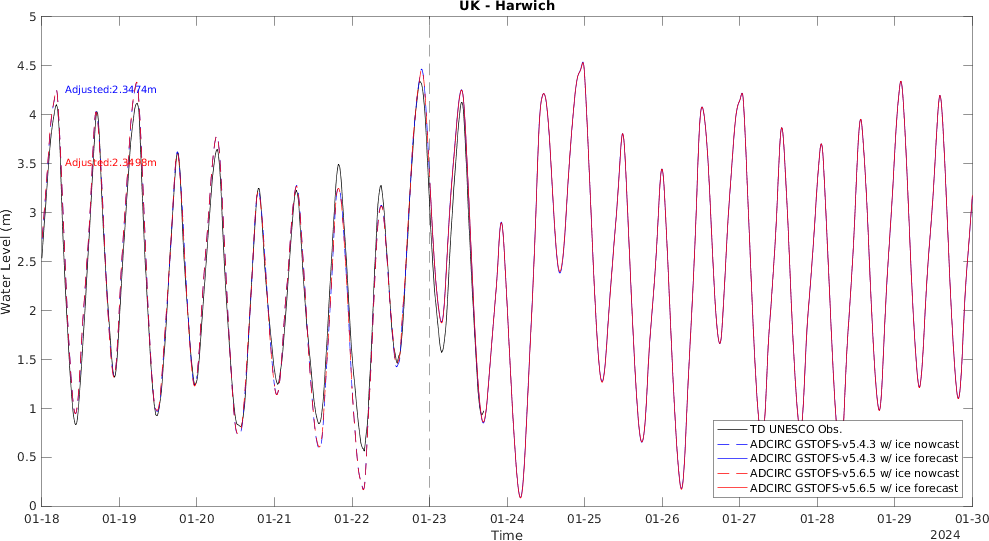 UK - Harwich
5
4.5
4
3.5
3
2.5
2
1.5
1
0.5
0
Water Level (m)
Adjusted:2.3474m
Adjusted:2.3498m
TD UNESCO Obs.
ADCIRC GSTOFS-v5.4.3 w/ ice nowcast
ADCIRC GSTOFS-v5.4.3 w/ ice forecast
ADCIRC GSTOFS-v5.6.5 w/ ice nowcast
ADCIRC GSTOFS-v5.6.5 w/ ice forecast
01-18 01-19 01-20 01-21 01-22 01-23 01-24 01-25 01-26 01-27 01-28 01-29 01-30
Time
2024